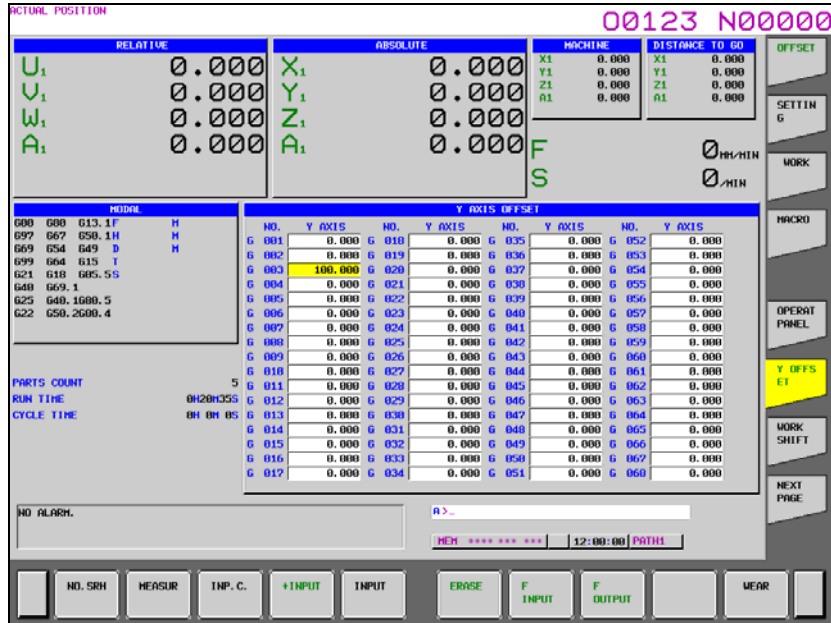 ACTUAL POSITION
O0123 N00000
RELATIVE
U1 0.000
V1 0.000
W1 0.000
A1 0.000
ABSOLUTE
X1 0.000
Y1 0.000
Z1 0.000
A1 0.000
MACHINE
X1 0.000
Y1 0.000
Z1 0.000
A1 0.000
DISTANCE TO GO
X1 0.000
Y1 0.000
Z1 0.000
A1 0.000
F 0 MM/MIN
S 0 /MIN
MODAL
G00 G80 G13.1F M
G97 G67 G50.1H M
G69 G54 G49 D M
G99 G64 G15 T
G21 G18 G05.5S
G40 G69.1
G25 G40.1G80.5
G22 G50.2G80.4
PARTS COUNT 5
RUN TIME 0H20M35S
CYCLE TIME 0H 0M 0S
Y AXIS OFFSET
NO. Y AXIS NO. Y AXIS NO. Y AXIS NO. Y AXIS
G 001 0.000 G 018 0.000 G 035 0.000 G 052 0.000
G 002 0.000 G 019 0.000 G 036 0.000 G 053 0.000
G 003 100.000 G 020 0.000 G 037 0.000 G 054 0.000
G 004 0.000 G 021 0.000 G 038 0.000 G 055 0.000
G 005 0.000 G 022 0.000 G 039 0.000 G 056 0.000
G 006 0.000 G 023 0.000 G 040 0.000 G 057 0.000
G 007 0.000 G 024 0.000 G 041 0.000 G 058 0.000
G 008 0.000 G 025 0.000 G 042 0.000 G 059 0.000
G 009 0.000 G 026 0.000 G 043 0.000 G 060 0.000
G 010 0.000 G 027 0.000 G 044 0.000 G 061 0.000
G 011 0.000 G 028 0.000 G 045 0.000 G 062 0.000
G 012 0.000 G 029 0.000 G 046 0.000 G 063 0.000
G 013 0.000 G 030 0.000 G 047 0.000 G 064 0.000
G 014 0.000 G 031 0.000 G 048 0.000 G 065 0.000
G 015 0.000 G 032 0.000 G 049 0.000 G 066 0.000
G 016 0.000 G 033 0.000 G 050 0.000 G 067 0.000
G 017 0.000 G 034 0.000 G 051 0.000 G 068 0.000
OFFSET
SETTIN
G
WORK
MACRO
OPERAT
PANEL
Y OFFS
ET
WORK
SHIFT
NEXT
PAGE
NO ALARM.
A>_
MEM **** *** *** 12:00:00 PATH1
NO.SRH
MEASUR
INP.C.
+INPUT
INPUT
ERASE
F
INPUT
F
OUTPUT
WEAR